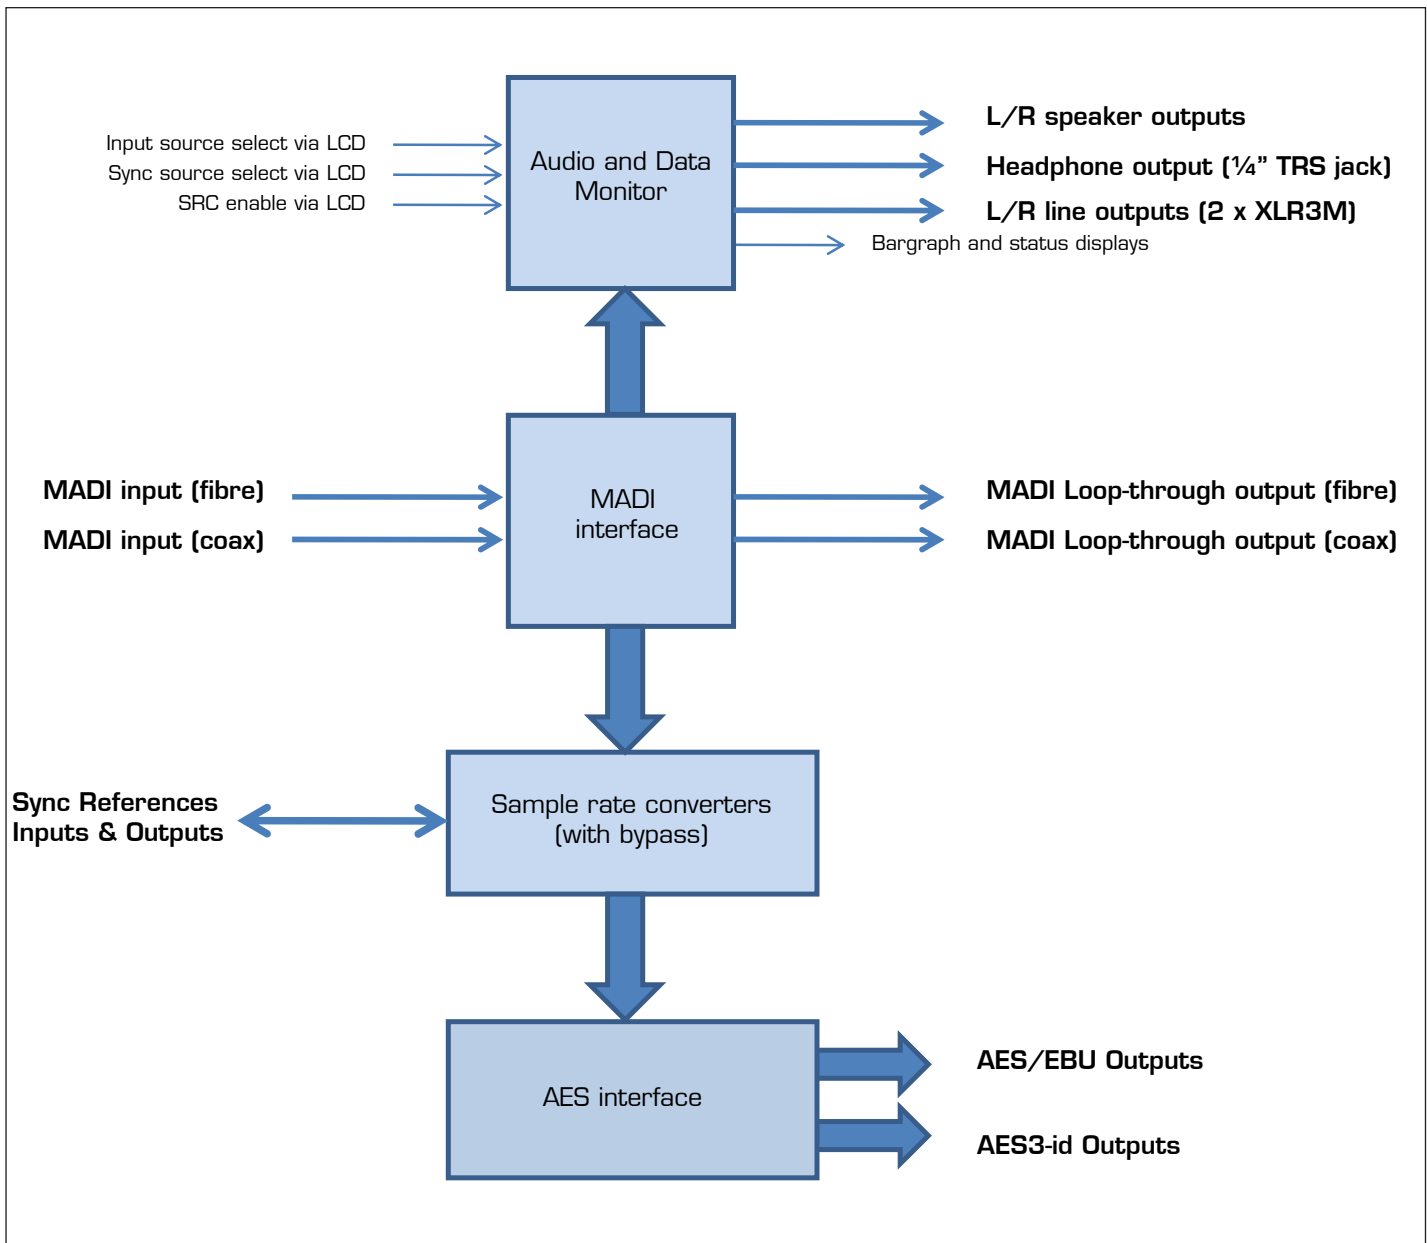 Input source select via LCD
Sync source select via LCD
SRC enable via LCD
Audio and Data
Monitor
L/R speaker outputs
Headphone output (¼” TRS jack)
L/R line outputs (2 x XLR3M)
Bargraph and status displays
MADI input (fibre)
MADI input (coax)
MADI
interface
MADI Loop-through output (fibre)
MADI Loop-through output (coax)
Sync References
Inputs & Outputs
Sample rate converters
(with bypass)
AES interface
AES/EBU Outputs
AES3-id Outputs